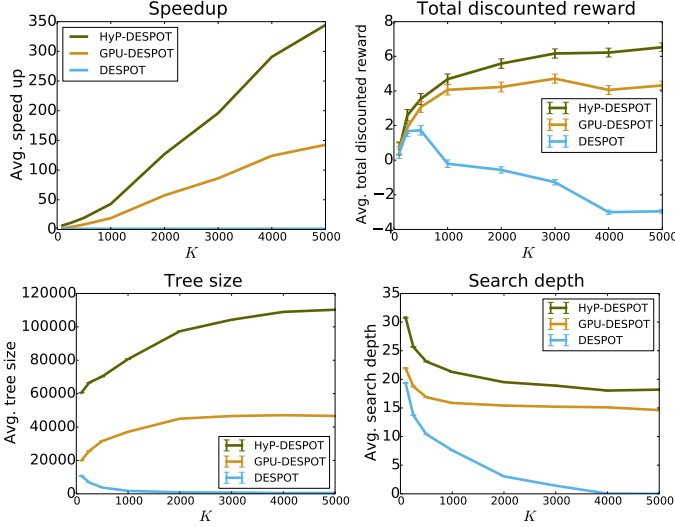 Speedup
Avg. speed up
350
300
250
200
150
100
50
0
HyP-DESPOT
GPU-DESPOT
DESPOT
1000 2000 3000 4000 5000
K
Total discounted reward
Avg. total discounted reward
8
6
4
2
0
−2
−4
HyP-DESPOT
GPU-DESPOT
DESPOT
0 1000 2000 3000 4000 5000
K
Tree size
Avg. tree size
120000
100000
80000
60000
40000
20000
0
HyP-DESPOT
GPU-DESPOT
DESPOT
0 1000 2000 3000 4000 5000
K
Search depth
Avg. search depth
35
30
25
20
15
10
5
0
HyP-DESPOT
GPU-DESPOT
DESPOT
0 1000 2000 3000 4000 5000
K